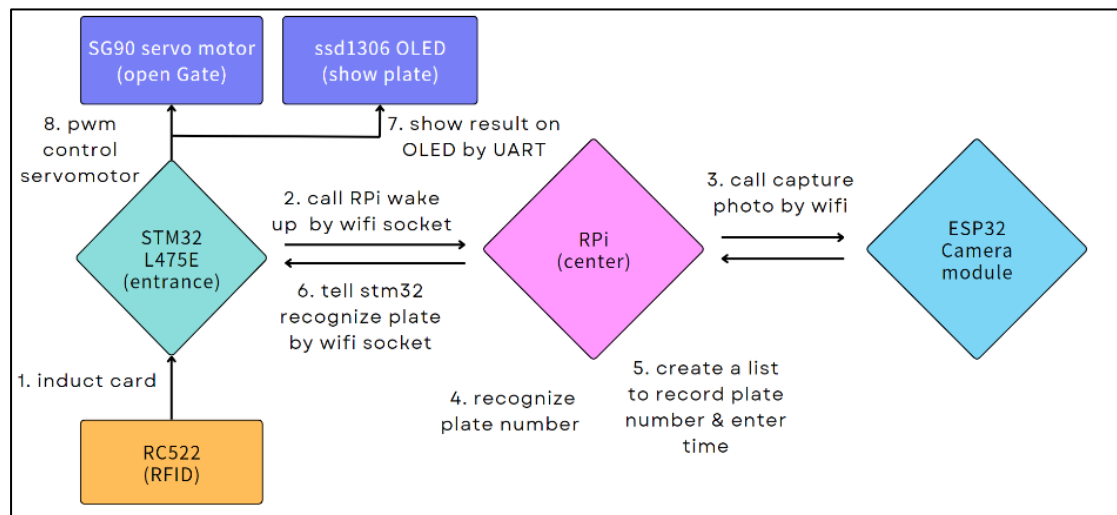 SG90 servo motor
(open Gate)
ssd1306 OLED
(show plate)
8. pwm
control
servomotor
7. show result on
OLED by UART
2. call RPi wake
up by wifi socket
3. call capture
photo by wifi
STM32
L475E
(entrance)
RPi
(center)
ESP32
Camera
module
6. tell stm32
recognize plate
by wifi socket
1. induct card
4. recognize
plate number
5. create a list
to record plate
number & enter
time
RC522
(RFID)